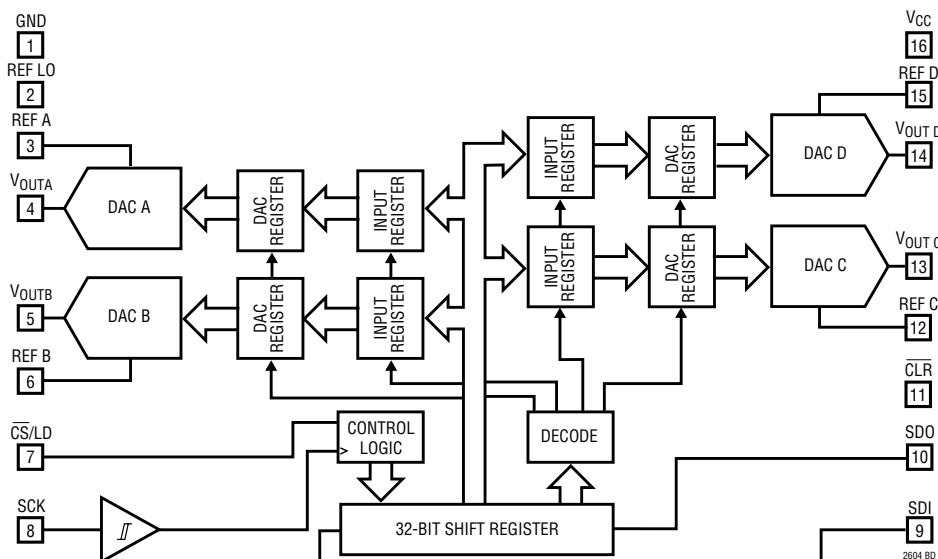 GND
1
REF LO
2
REF A
3
VOUTA
4
VOUTB
5
REF B
6
CS/LD
7
SCK
8
DAC A
DAC
REGISTER
INPUT
REGISTER
DAC B
DAC
REGISTER
INPUT
REGISTER
CONTROL
LOGIC
>
32-BIT SHIFT REGISTER
DECODE
INPUT
REGISTER
DAC
REGISTER
DAC D
INPUT
REGISTER
DAC
REGISTER
DAC C
VCC
16
REF D
15
VOUT D
14
VOUT C
13
REF C
12
CLR
11
SDO
10
SDI
9
2604 BD